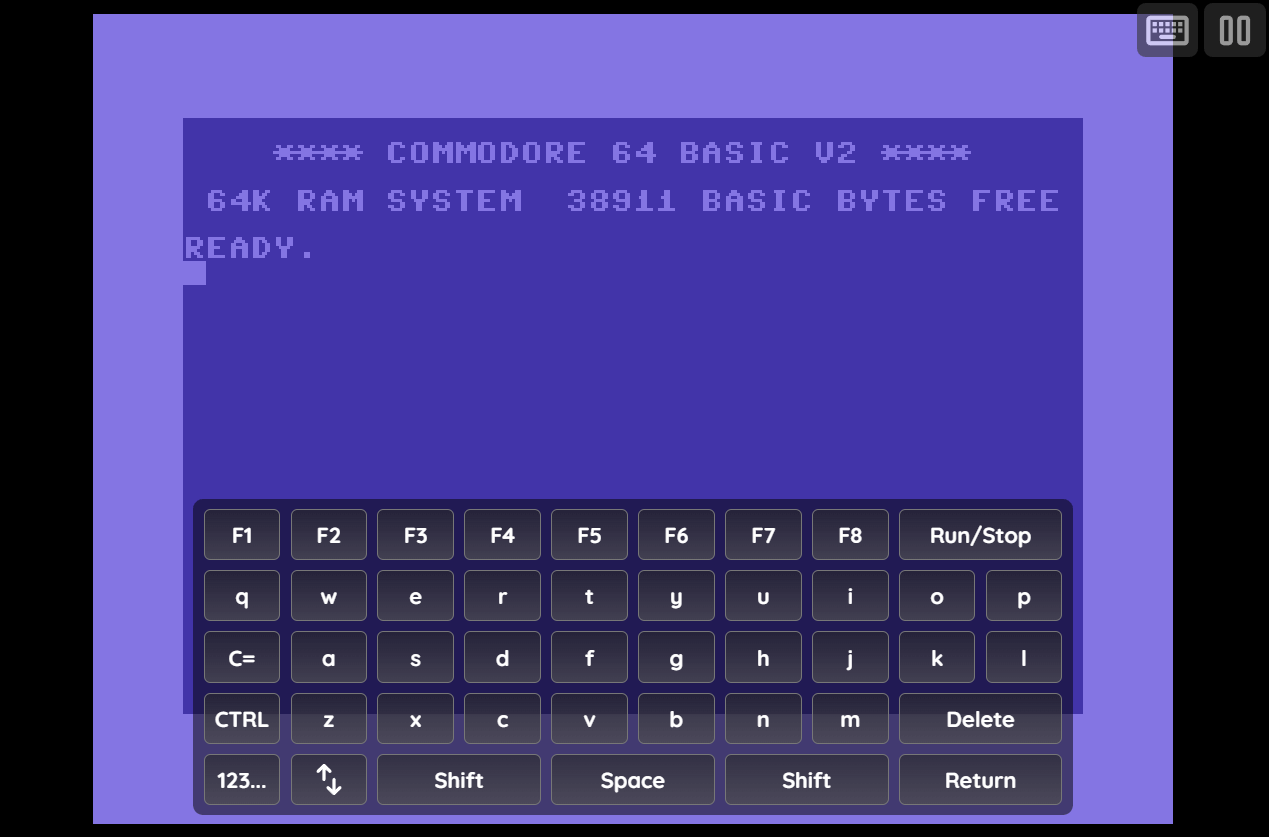 **** COMMODORE 64 BASIC V2 ****
64K RAM SYSTEM  38911 BASIC BYTES FREE
READY.
F1 F2 F3 F4 F5 F6 F7 F8 Run/Stop
q w e r t y u i o p
C= a s d f g h j k l
CTRL z x c v b n m Delete
123... Shift Space Shift Return